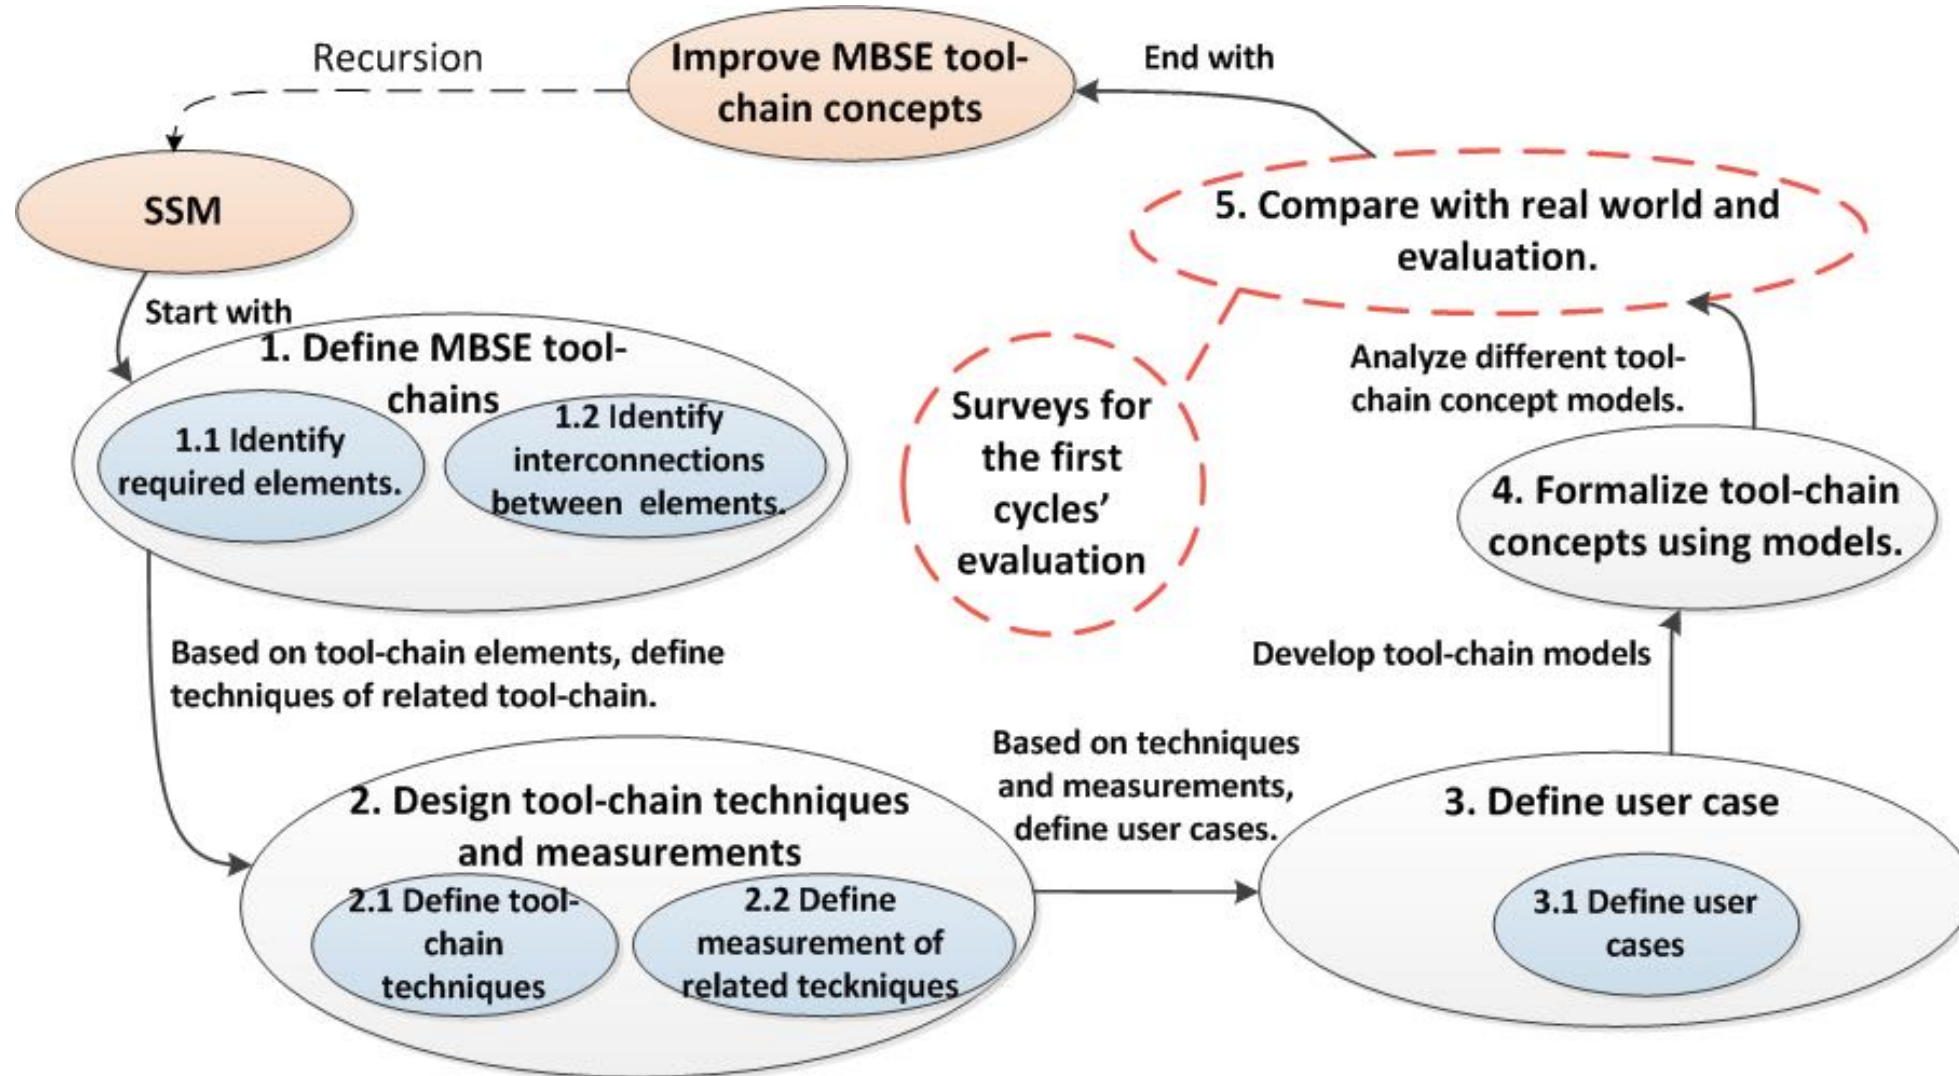 Recursion
Improve MBSE tool-
chain concepts
End with
SSM
5. Compare with real world and
evaluation.
Start with
1. Define MBSE tool-
chains
1.1 Identify
required elements.
1.2 Identify
interconnections
between elements.
Surveys for
the first
cycles’
evaluation
Analyze different tool-
chain concept models.
4. Formalize tool-chain
concepts using models.
Based on tool-chain elements, define
techniques of related tool-chain.
Develop tool-chain models
Based on techniques
and measurements,
define user cases.
2. Design tool-chain techniques
and measurements
2.1 Define tool-
chain
techniques
2.2 Define
measurement of
related teckniques
3. Define user case
3.1 Define user
cases